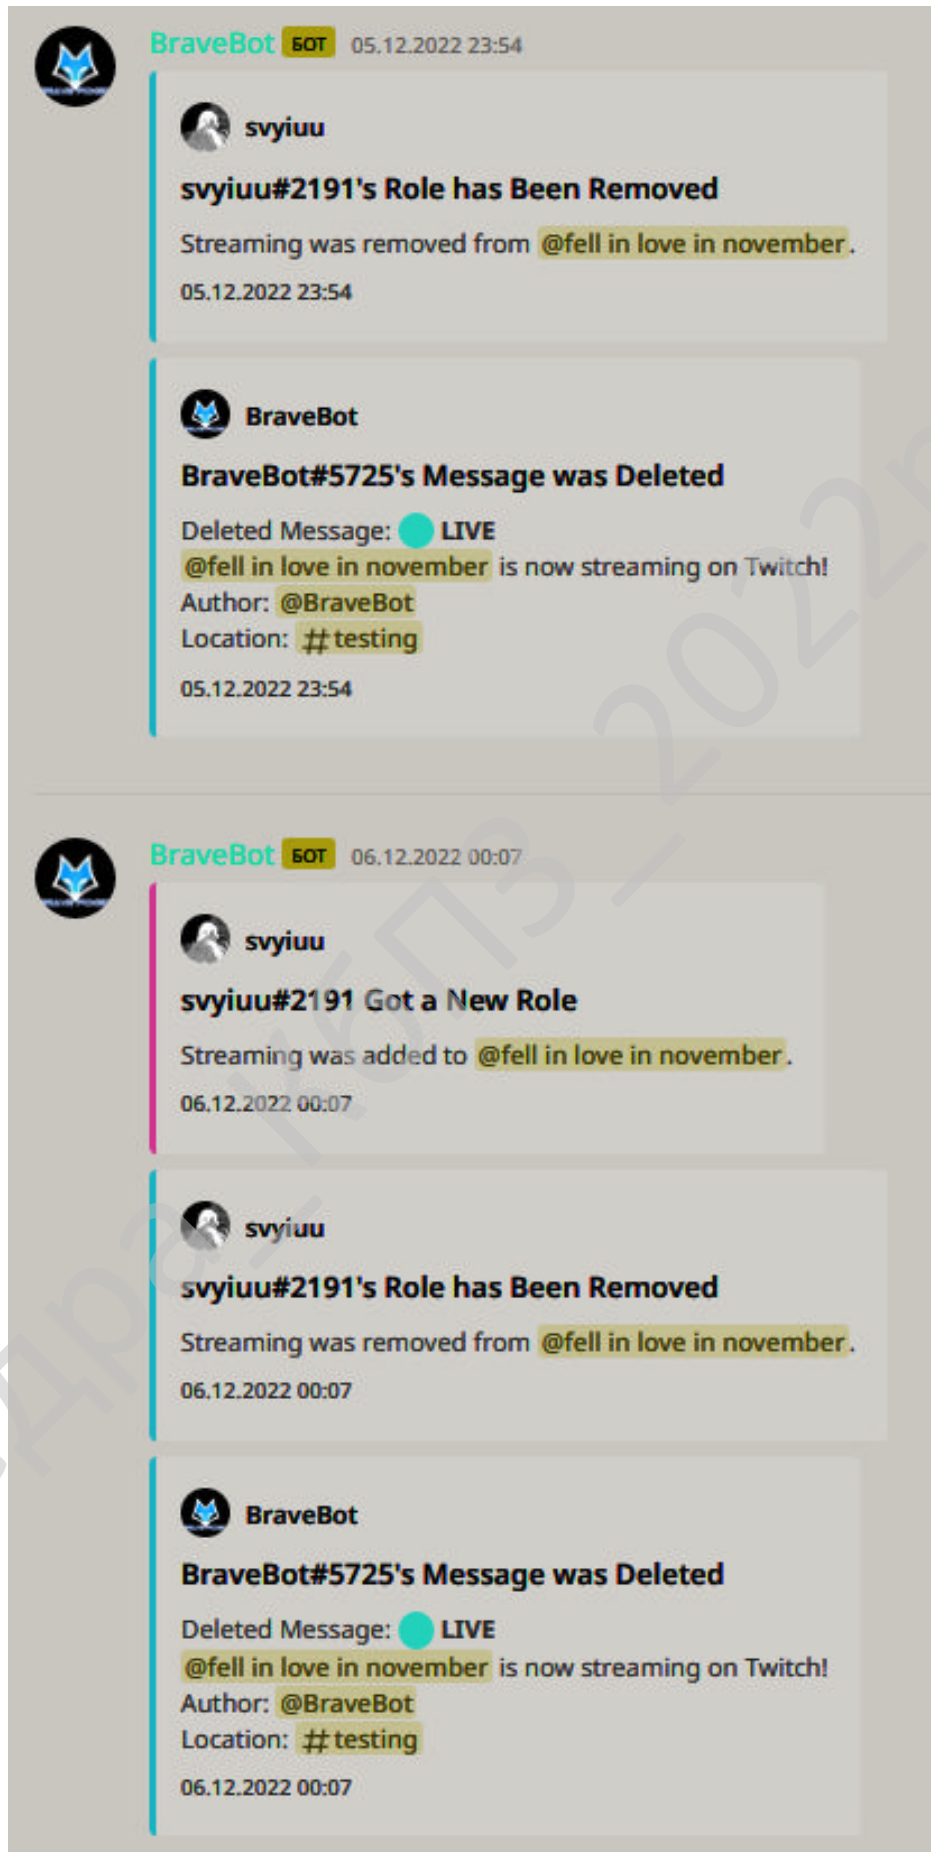 BraveBot БОТ 05.12.2022 23:54
svyiuu
svyiuu#2191's Role has Been Removed
Streaming was removed from @fell in love in november.
05.12.2022 23:54
BraveBot
BraveBot#5725's Message was Deleted
Deleted Message: LIVE
@fell in love in november is now streaming on Twitch!
Author: @BraveBot
Location: #testing
05.12.2022 23:54
BraveBot БОТ 06.12.2022 00:07
svyiuu
svyiuu#2191 Got a New Role
Streaming was added to @fell in love in november.
06.12.2022 00:07
svyiuu
svyiuu#2191's Role has Been Removed
Streaming was removed from @fell in love in november.
06.12.2022 00:07
BraveBot
BraveBot#5725's Message was Deleted
Deleted Message: LIVE
@fell in love in november is now streaming on Twitch!
Author: @BraveBot
Location: #testing
06.12.2022 00:07